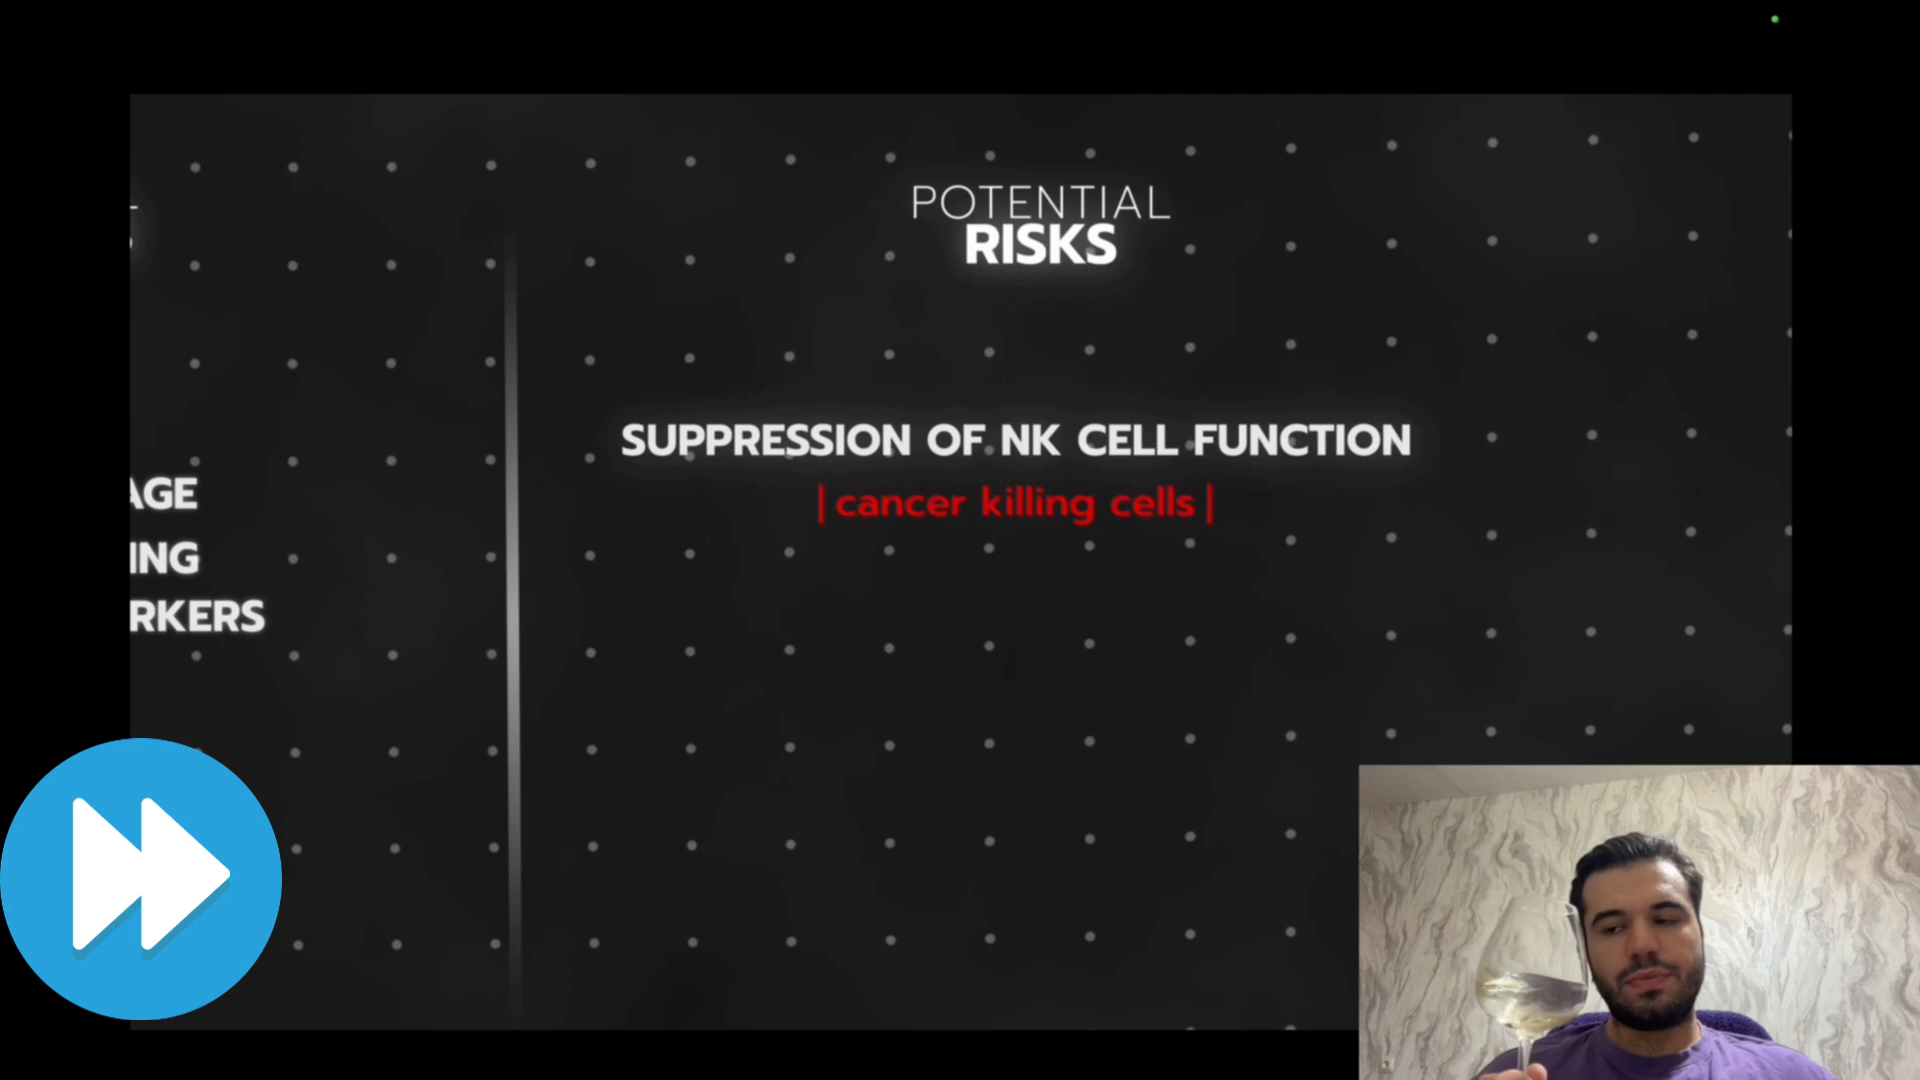 POTENTIAL
RISKS
SUPPRESSION OF NK CELL FUNCTION
| cancer killing cells |
AGE
ING
RKERS